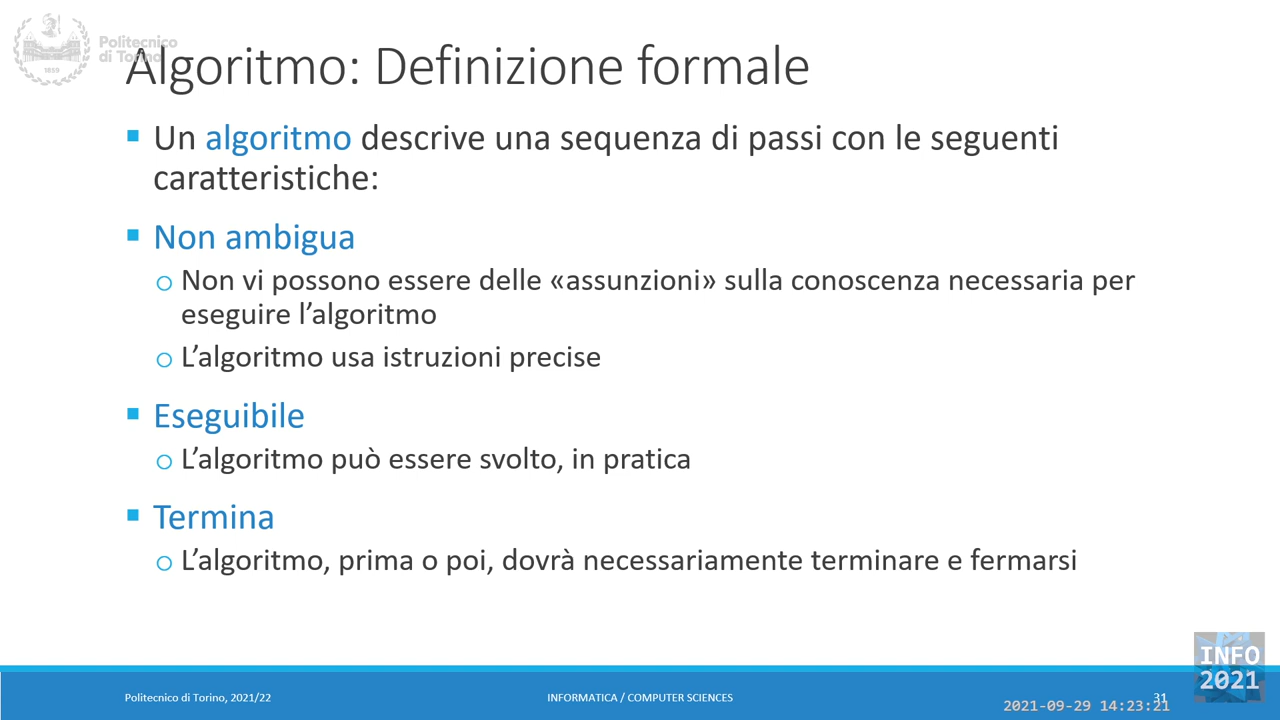 Politecnico
di Torino
1859
Algoritmo: Definizione formale
▪ Un algoritmo descrive una sequenza di passi con le seguenti
caratteristiche:
▪ Non ambigua
o Non vi possono essere delle «assunzioni» sulla conoscenza necessaria per
eseguire l’algoritmo
o L’algoritmo usa istruzioni precise
▪ Eseguibile
o L’algoritmo può essere svolto, in pratica
▪ Termina
o L’algoritmo, prima o poi, dovrà necessariamente terminare e fermarsi
Politecnico di Torino, 2021/22
INFORMATICA / COMPUTER SCIENCES
31
INFO
2021
2021-09-29 14:23:21